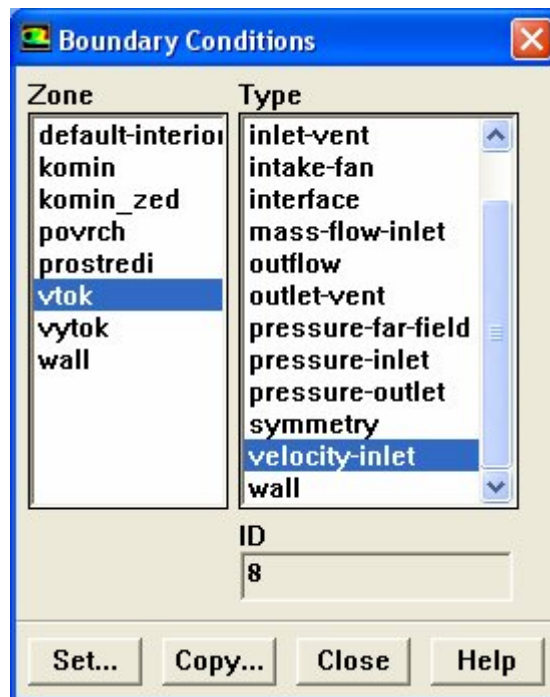 Boundary Conditions
Zone
default-interior
komin
komin_zed
povrch
prostredi
vtok
vytok
wall
Type
inlet-vent
intake-fan
interface
mass-flow-inlet
outflow
outlet-vent
pressure-far-field
pressure-inlet
pressure-outlet
symmetry
velocity-inlet
wall
ID
8
Set...
Copy...
Close
Help